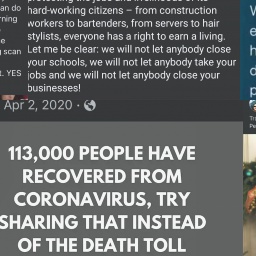 an do
rning
e
e
g scan
t. YES
hard-working citizens – from construction
workers to bartenders, from servers to hair
stylists, everyone has a right to earn a living.
Let me be clear: we will not let anybody close
your schools, we will not let anybody take your
jobs and we will not let anybody close your
businesses!
Apr 2, 2020 ·
113,000 PEOPLE HAVE
RECOVERED FROM
CORONAVIRUS, TRY
SHARING THAT INSTEAD
OF THE DEATH TOLL
W
e
h
d
p
Tr
Pe